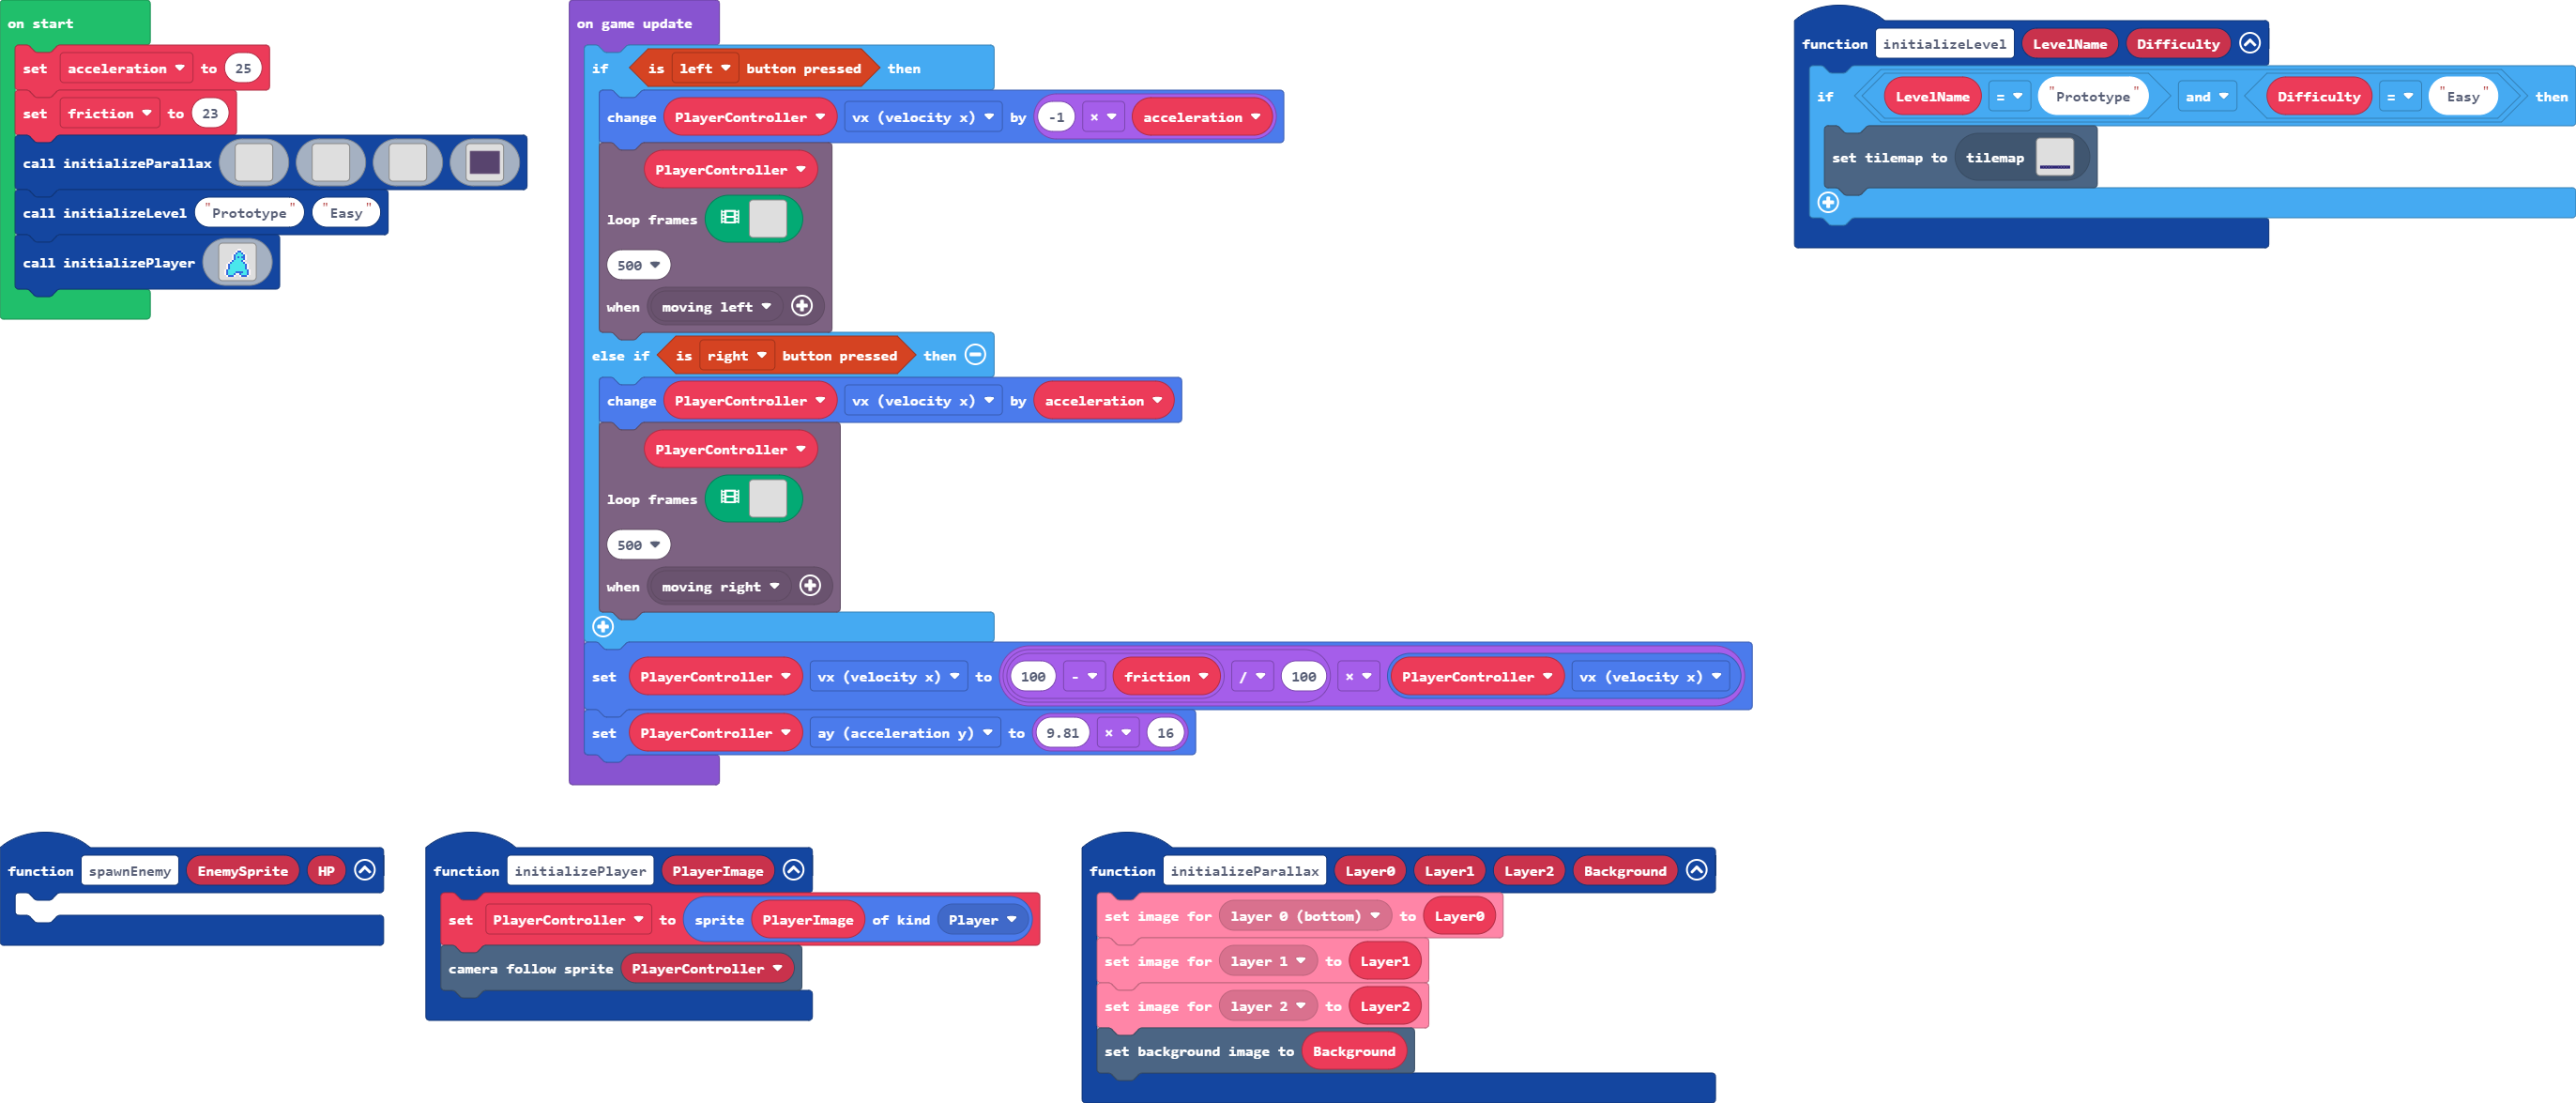 on start
set acceleration to 25
set friction to 23
call initializeParallax
call initializeLevel "Prototype" "Easy"
call initializePlayer
on game update
if is left button pressed then
change PlayerController vx (velocity x) by -1 × acceleration
PlayerController
loop frames
500
when moving left
else if is right button pressed then
change PlayerController vx (velocity x) by acceleration
PlayerController
loop frames
500
when moving right
set PlayerController vx (velocity x) to 100 - friction / 100 × PlayerController vx (velocity x)
set PlayerController ay (acceleration y) to 9.81 × 16
function initializeLevel LevelName Difficulty
if LevelName = "Prototype" and Difficulty = "Easy" then
set tilemap to tilemap
function spawnEnemy EnemySprite HP
function initializePlayer PlayerImage
set PlayerController to sprite PlayerImage of kind Player
camera follow sprite PlayerController
function initializeParallax Layer0 Layer1 Layer2 Background
set image for layer 0 (bottom) to Layer0
set image for layer 1 to Layer1
set image for layer 2 to Layer2
set background image to Background